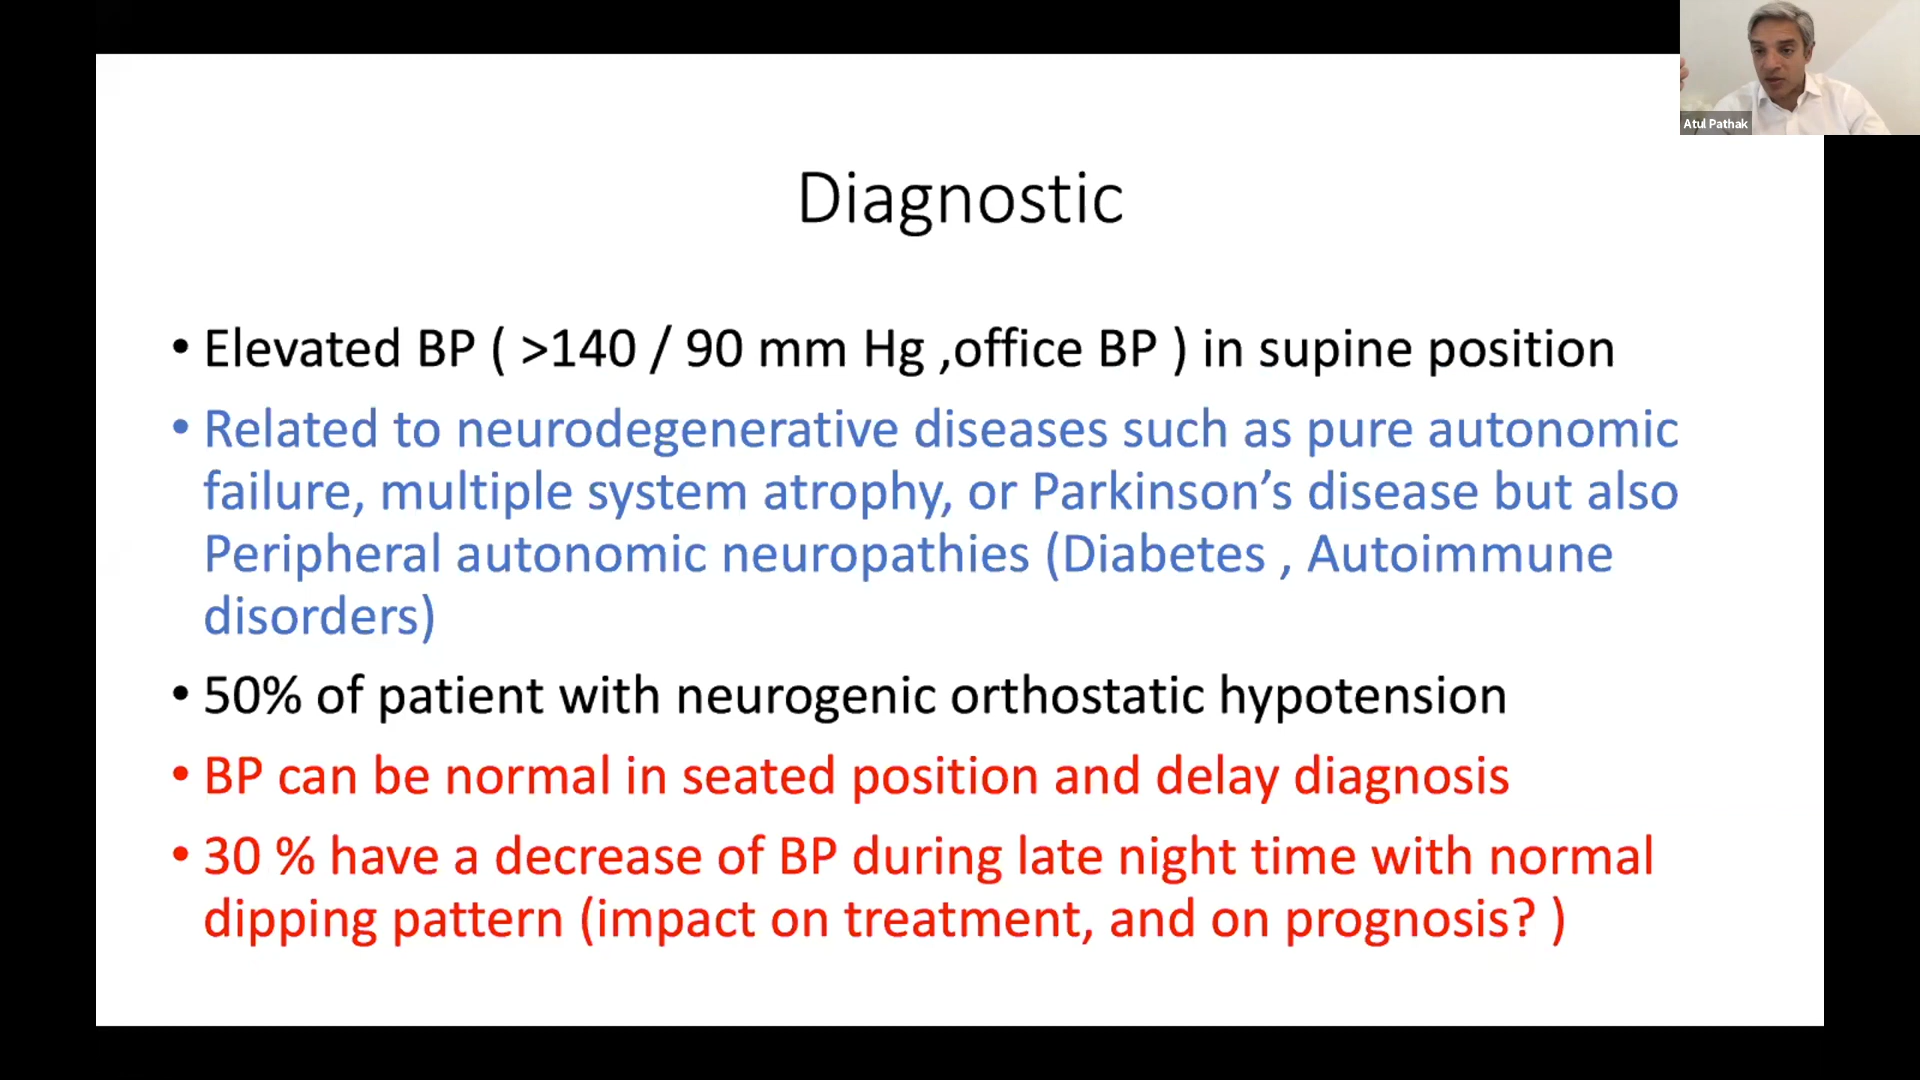 Atul Pathak
Diagnostic
• Elevated BP ( >140 / 90 mm Hg ,office BP ) in supine position
• Related to neurodegenerative diseases such as pure autonomic
failure, multiple system atrophy, or Parkinson’s disease but also
Peripheral autonomic neuropathies (Diabetes , Autoimmune
disorders)
• 50% of patient with neurogenic orthostatic hypotension
• BP can be normal in seated position and delay diagnosis
• 30 % have a decrease of BP during late night time with normal
dipping pattern (impact on treatment, and on prognosis? )